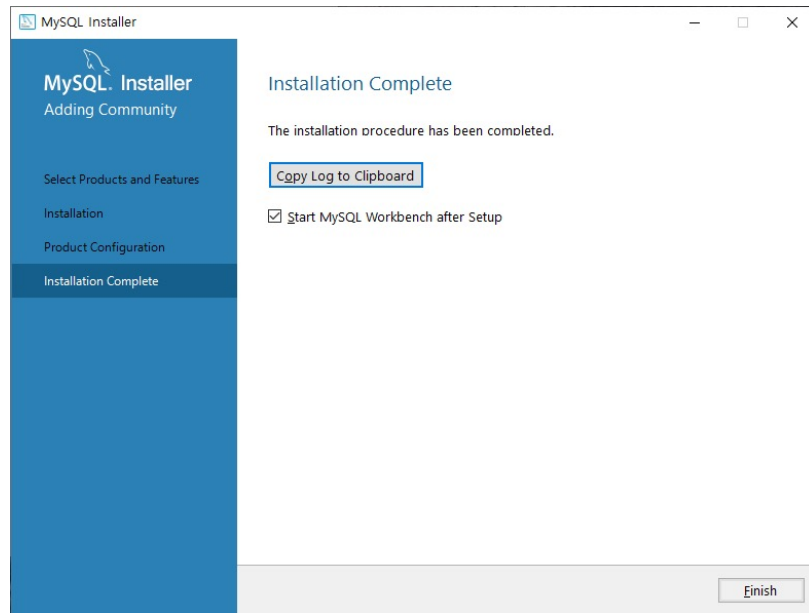 MySQL Installer
MySQL. Installer
Adding Community
Select Products and Features
Installation
Product Configuration
Installation Complete
Installation Complete
The installation procedure has been completed.
Copy Log to Clipboard
Start MySQL Workbench after Setup
Finish